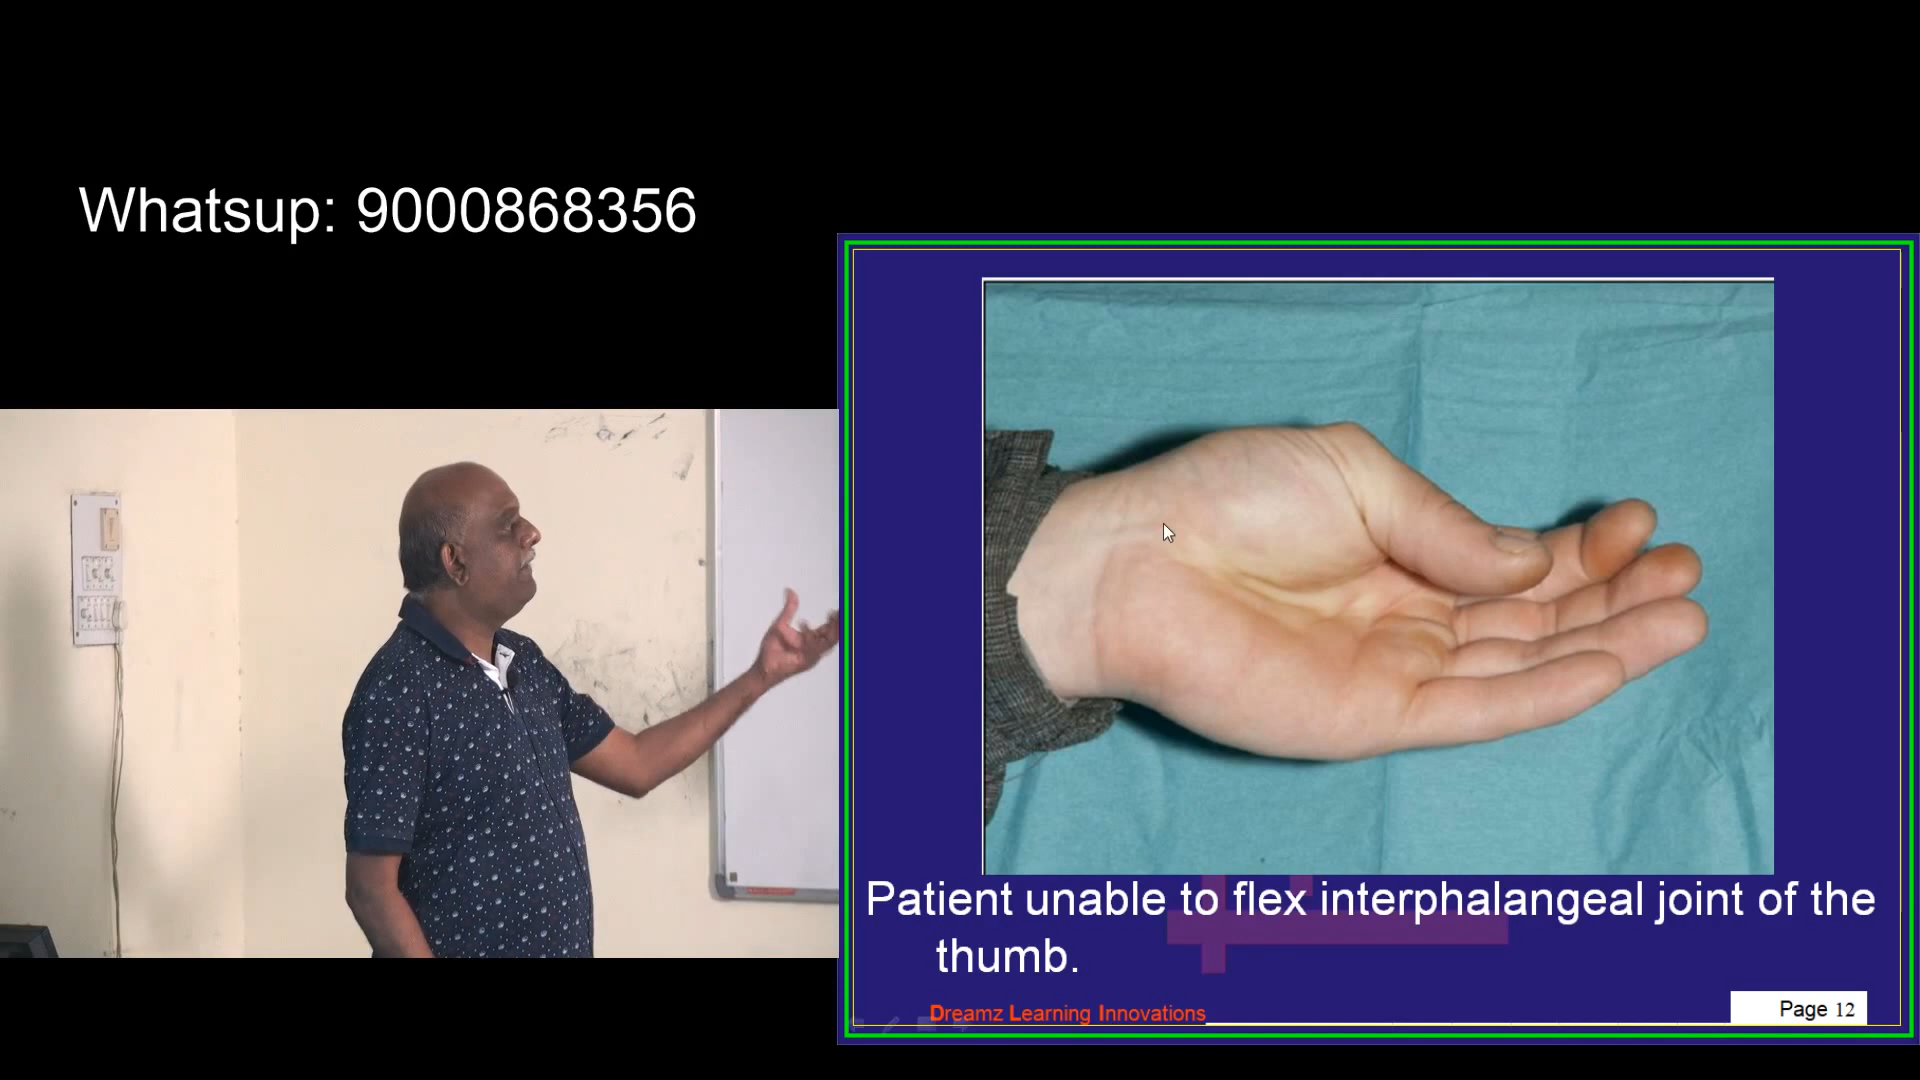 Whatsup: 9000868356
Patient unable to flex interphalangeal joint of the
thumb.
Dreamz Learning Innovations
Page 12